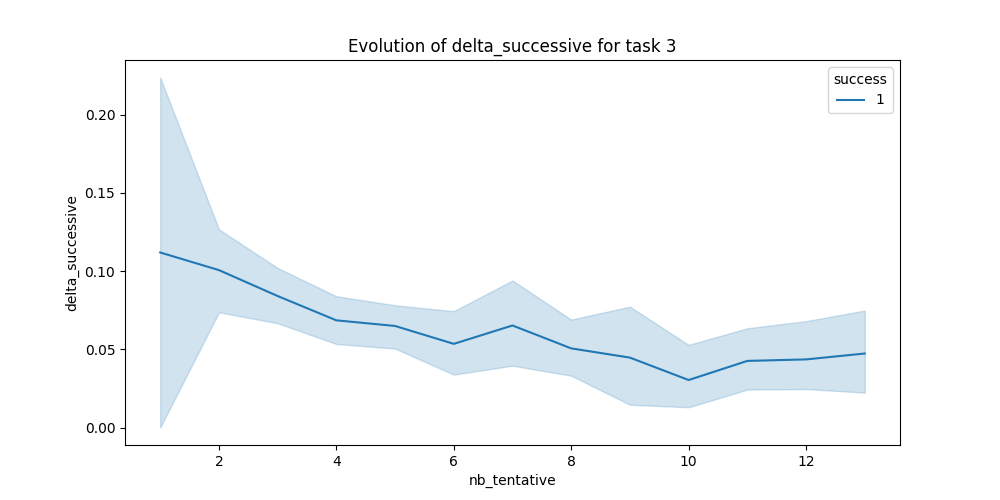 Evolution of delta_successive for task 3
success
1
0.20
0.15
0.10
0.05
0.00
delta_successive
2 4 6 8 10 12
nb_tentative